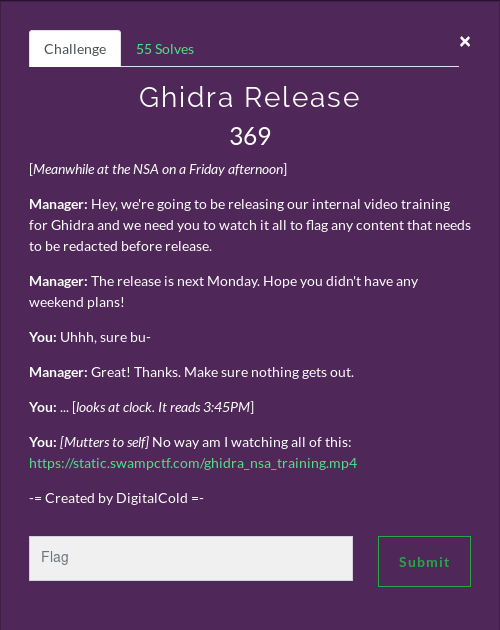 Challenge
55 Solves
×
Ghidra Release
369
[Meanwhile at the NSA on a Friday afternoon]
Manager: Hey, we're going to be releasing our internal video training
for Ghidra and we need you to watch it all to flag any content that needs
to be redacted before release.
Manager: The release is next Monday. Hope you didn't have any
weekend plans!
You: Uhhh, sure bu-
Manager: Great! Thanks. Make sure nothing gets out.
You: ... [looks at clock. It reads 3:45PM]
You: [Mutters to self] No way am I watching all of this:
https://static.swampctf.com/ghidra_nsa_training.mp4
-= Created by DigitalCold =-
Flag
Submit